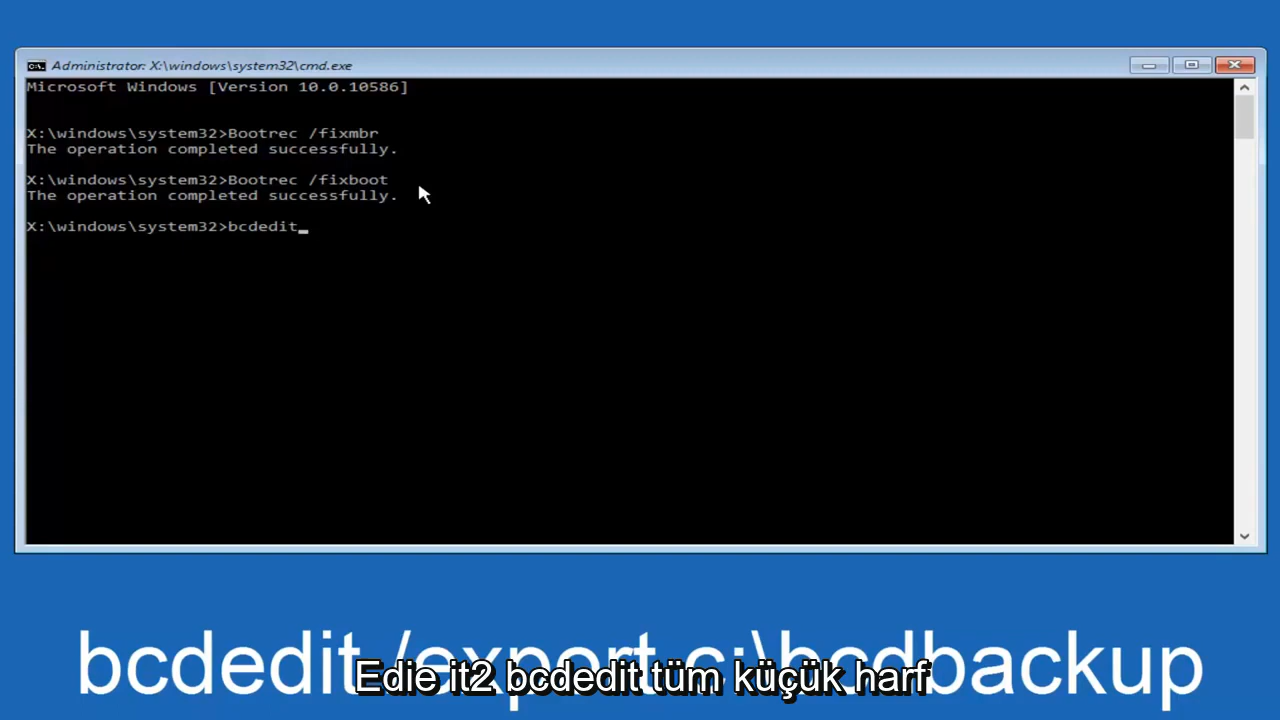 Administrator: X:\windows\system32\cmd.exe
Microsoft Windows [Version 10.0.10586]
X:\windows\system32>Bootrec /fixmbr
The operation completed successfully.
X:\windows\system32>Bootrec /fixboot
The operation completed successfully.
X:\windows\system32>bcdedit_
bcdedit /export c:\bcdbackup
Edie it2 bcdedit tüm küçük harf